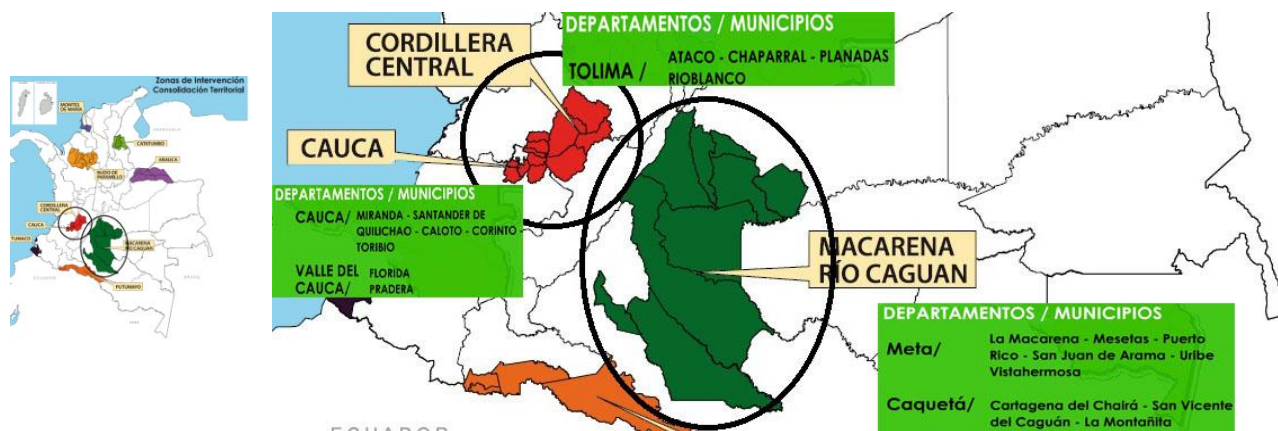 Zonas de Intervención
Consolidación Territorial
MONTES
DE MARÍA
CATATUMBO
NUDO DE
PARAMILLO
ARAUCA
CORDILLERA
CENTRAL
CAUCA
TUMACO
MACARENA
RÍO CAGUAN
PUTUMAYO
ECUADOR
CORDILLERA
CENTRAL
CAUCA
DEPARTAMENTOS / MUNICIPIOS
TOLIMA / ATACO - CHAPARRAL - PLANADAS
RIOBLANCO
DEPARTAMENTOS / MUNICIPIOS
CAUCA/ MIRANDA - SANTANDER DE
QUILICHAO - CALOTO - CORINTO -
TORIBIO
VALLE DEL
CAUCA/ FLORIDA
PRADERA
MACARENA
RÍO CAGUAN
DEPARTAMENTOS / MUNICIPIOS
Meta/ La Macarena - Mesetas - Puerto
Rico - San Juan de Arama - Uribe
Vistahermosa
Caquetá/ Cartagena del Chairá - San Vicente
del Caguán - La Montañita
ECUADOR